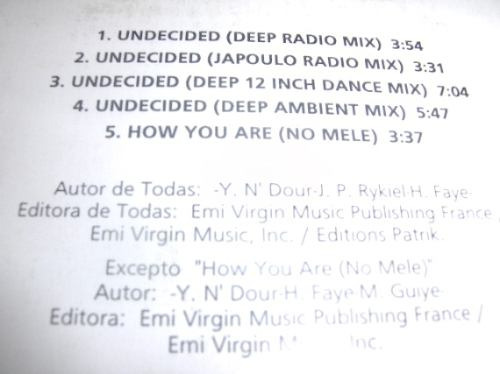 1. UNDECIDED (DEEP RADIO MIX) 3:54
2. UNDECIDED (JAPOULO RADIO MIX) 3:31
3. UNDECIDED (DEEP 12 INCH DANCE MIX) 7:04
4. UNDECIDED (DEEP AMBIENT MIX) 5:47
5. HOW YOU ARE (NO MELE) 3:37
Autor de Todas: -Y. N' Dour-J. P. Rykiel H. Faye-
Editora de Todas: Emi Virgin Music Publishing France /
Emi Virgin Music, Inc. / Editions Patrik.
Excepto "How You Are (No Mele)"
Autor: -Y. N' Dour-H. Faye-M. Guiye-
Editora: Emi Virgin Music Publishing France /
Emi Virgin Inc.